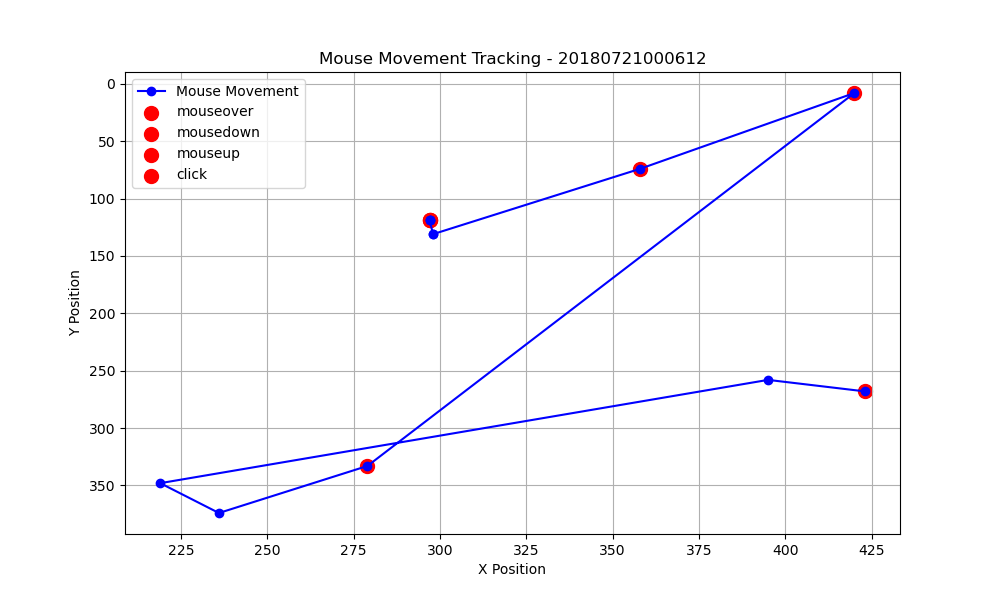 Mouse Movement Tracking - 20180721000612
Mouse Movement
mouseover
mousedown
mouseup
click
0
50
100
150
200
250
300
350
Y Position
225 250 275 300 325 350 375 400 425
X Position